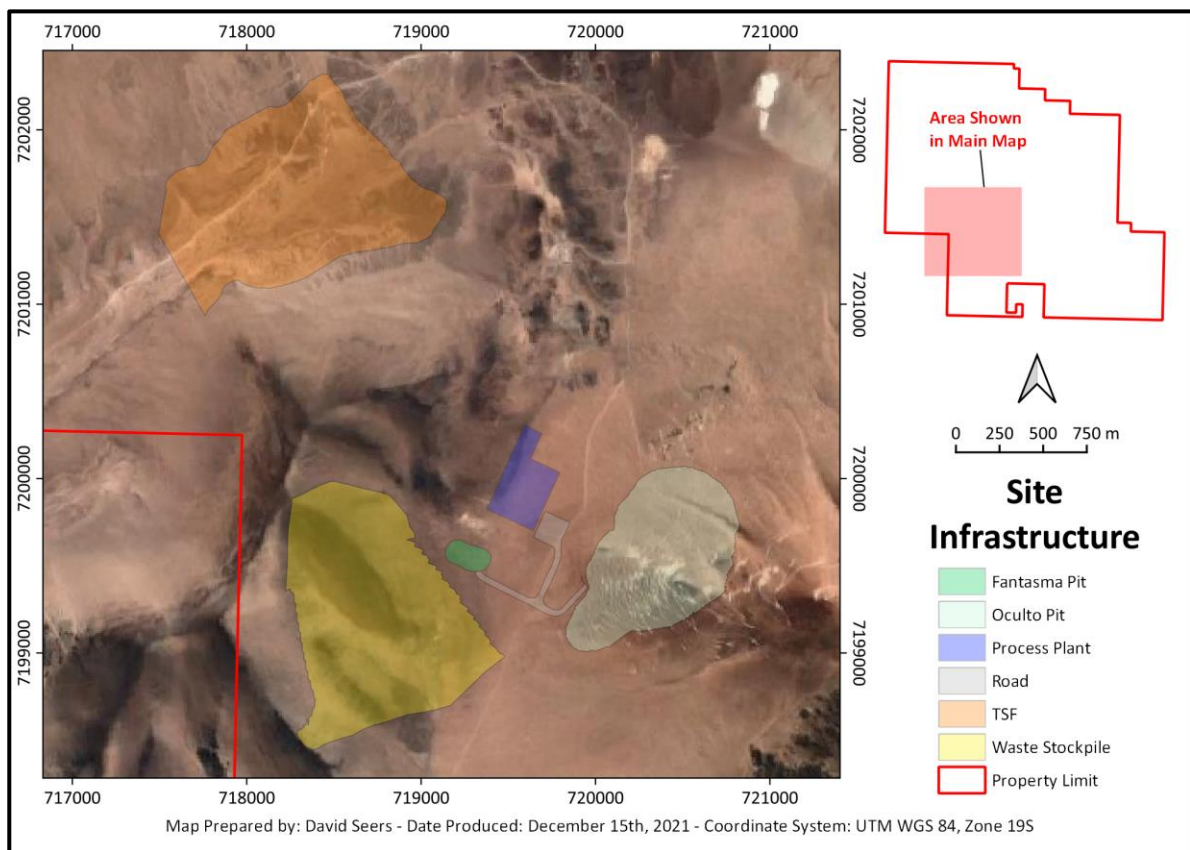 717000 718000 719000 720000 721000
7202000
7201000
7200000
7199000
7202000
7201000
7200000
7199000
717000 718000 719000 720000 721000
Area Shown
in Main Map
0 250 500 750 m
Site
Infrastructure
Fantasma Pit
Oculto Pit
Process Plant
Road
TSF
Waste Stockpile
Property Limit
Map Prepared by: David Seers - Date Produced: December 15th, 2021 - Coordinate System: UTM WGS 84, Zone 19S